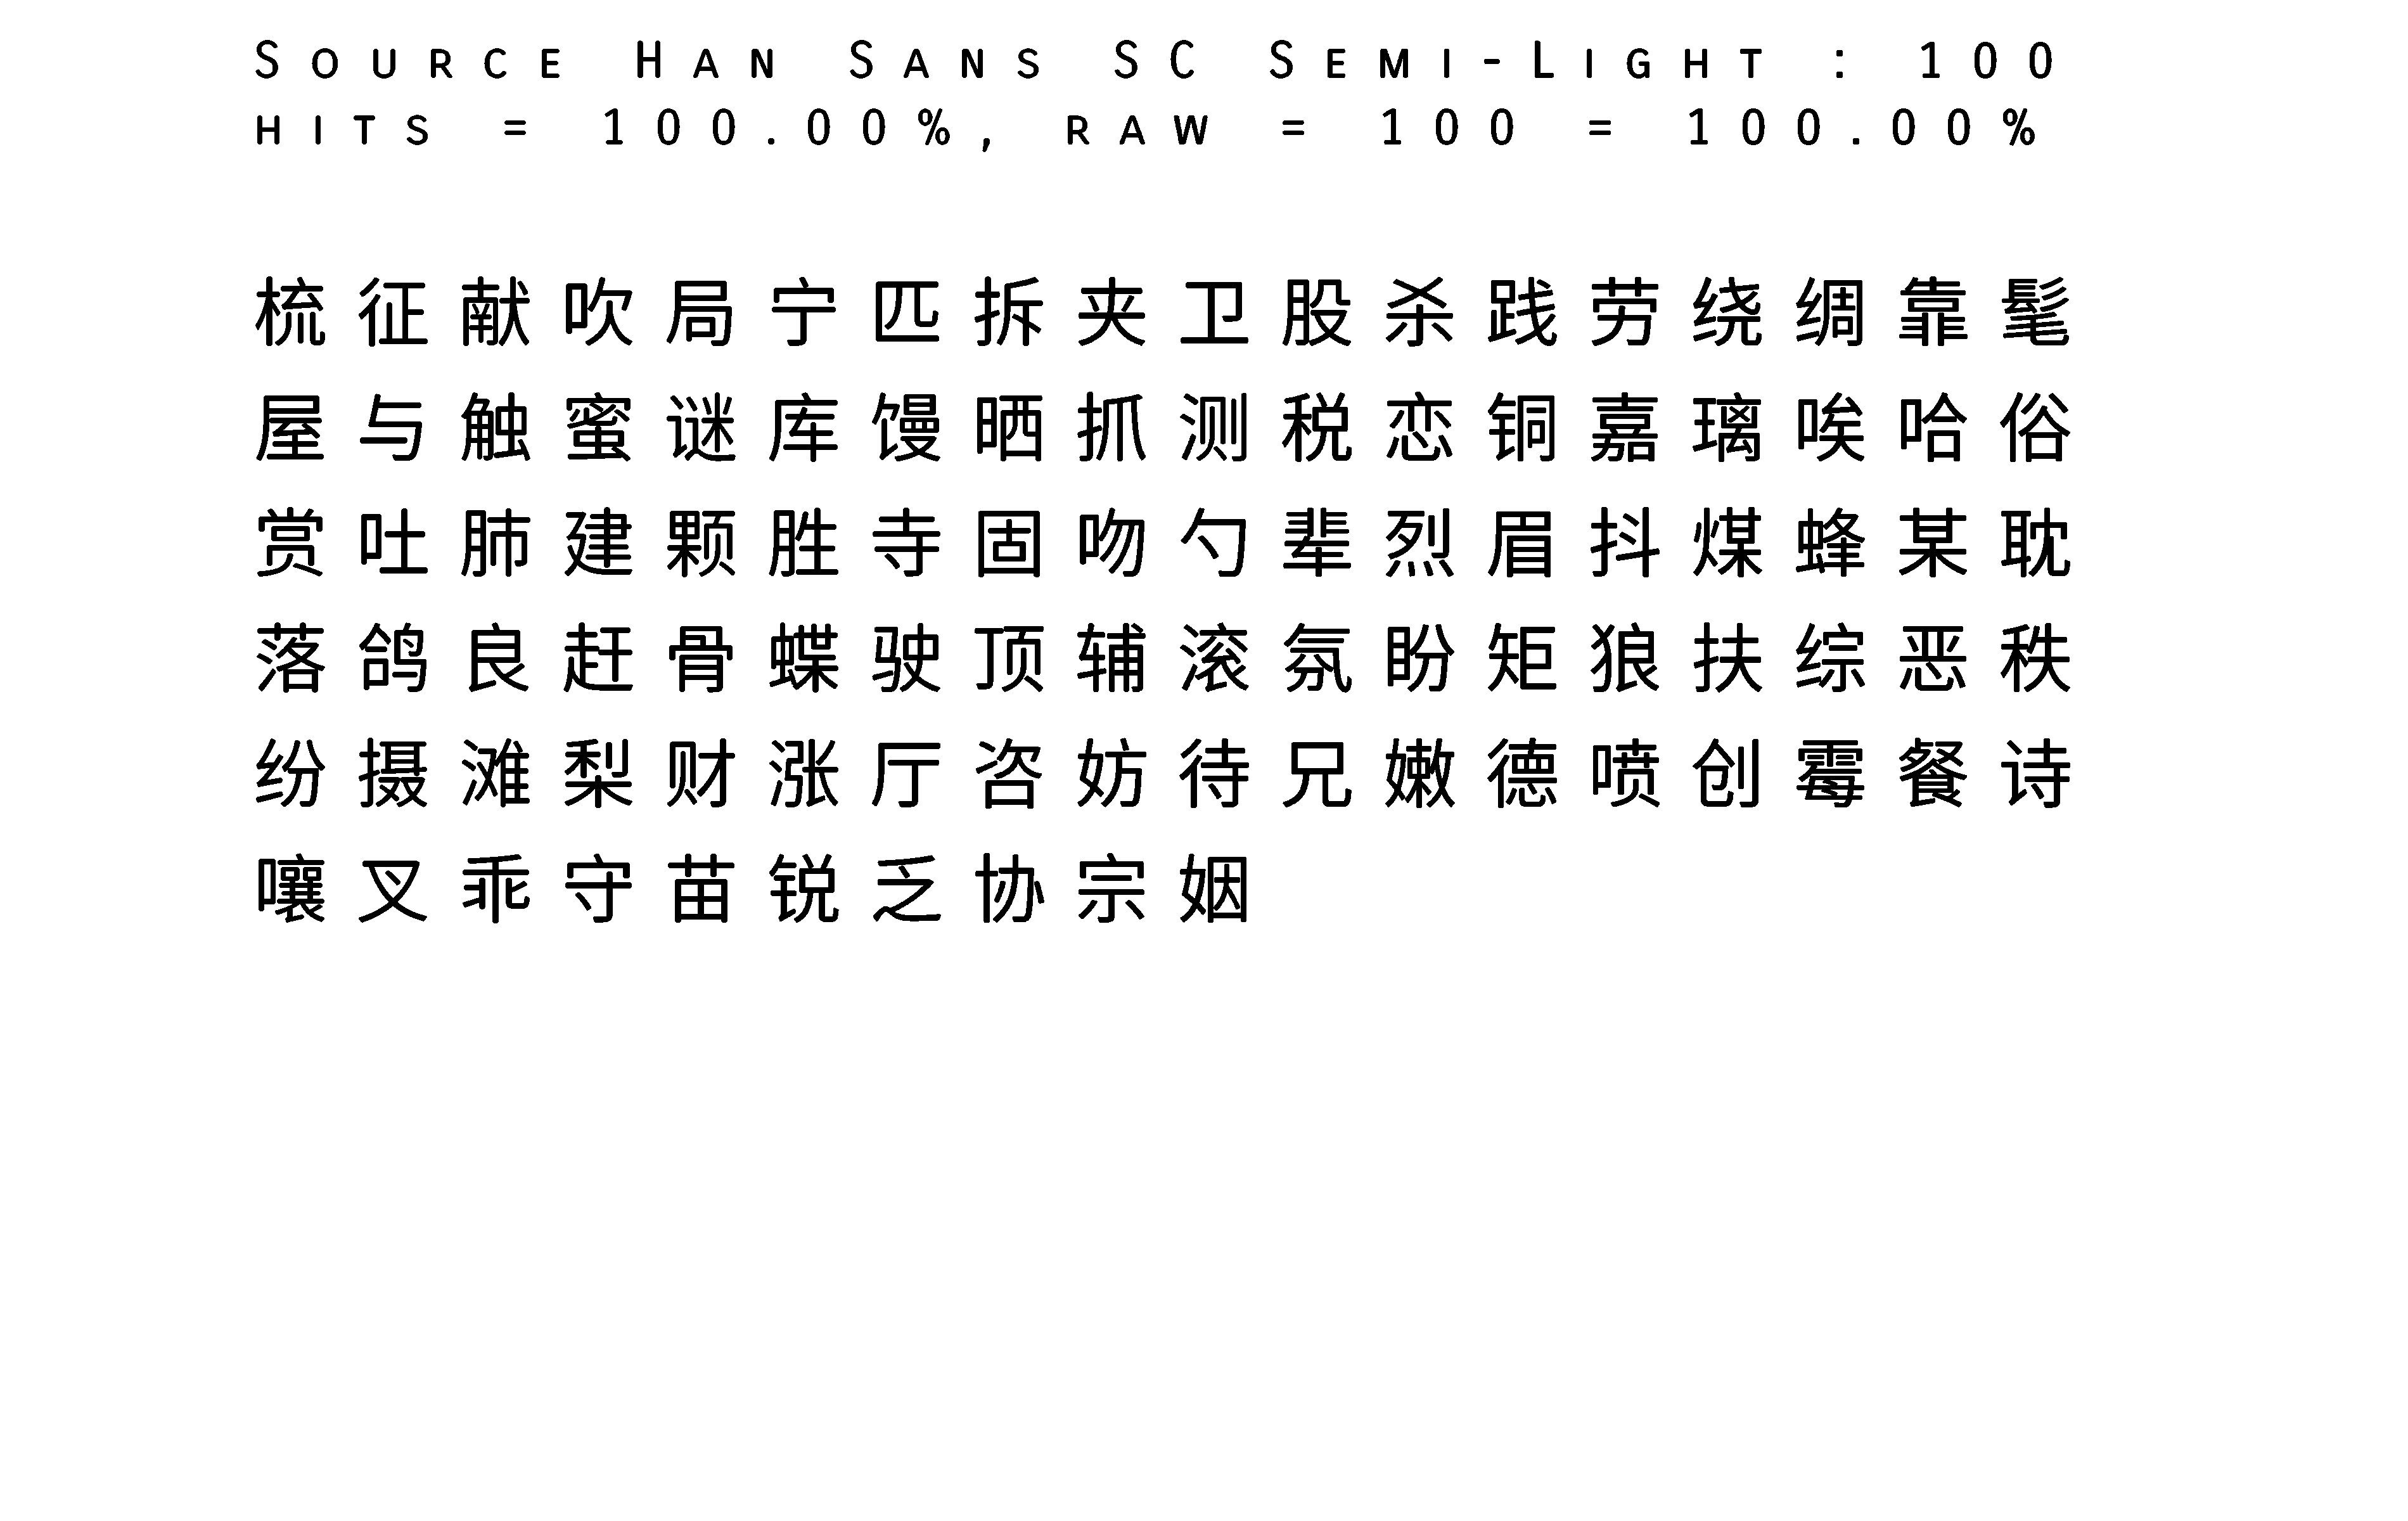 Source Han Sans SC Semi-Light : 100
hits = 100.00%, raw = 100 = 100.00%
梳征献吹局宁匹拆夹卫股杀践劳绕绸靠髦
屋与触蜜谜库馒晒抓测税恋铜嘉璃唉哈俗
赏吐肺建颗胜寺固吻勺辈烈眉抖煤蜂某耽
落鸽良赶骨蝶驶顶辅滚氛盼矩狼扶综恶秩
纷摄滩梨财涨厅咨妨待兄嫩德喷创霉餐诗
嚷叉乖守苗锐乏协宗姻